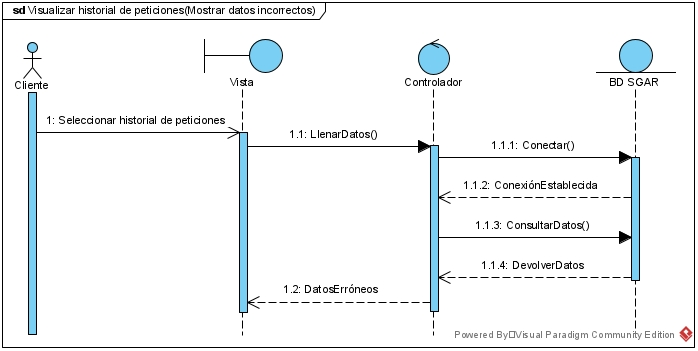 sd Visualizar historial de peticiones(Mostrar datos incorrectos)
Cliente
Vista
Controlador
BD SGAR
1: Seleccionar historial de peticiones
1.1: LlenarDatos()
1.1.1: Conectar()
1.1.2: ConexiónEstablecida
1.1.3: ConsultarDatos()
1.1.4: DevolverDatos
1.2: DatosErróneos
Powered By Visual Paradigm Community Edition